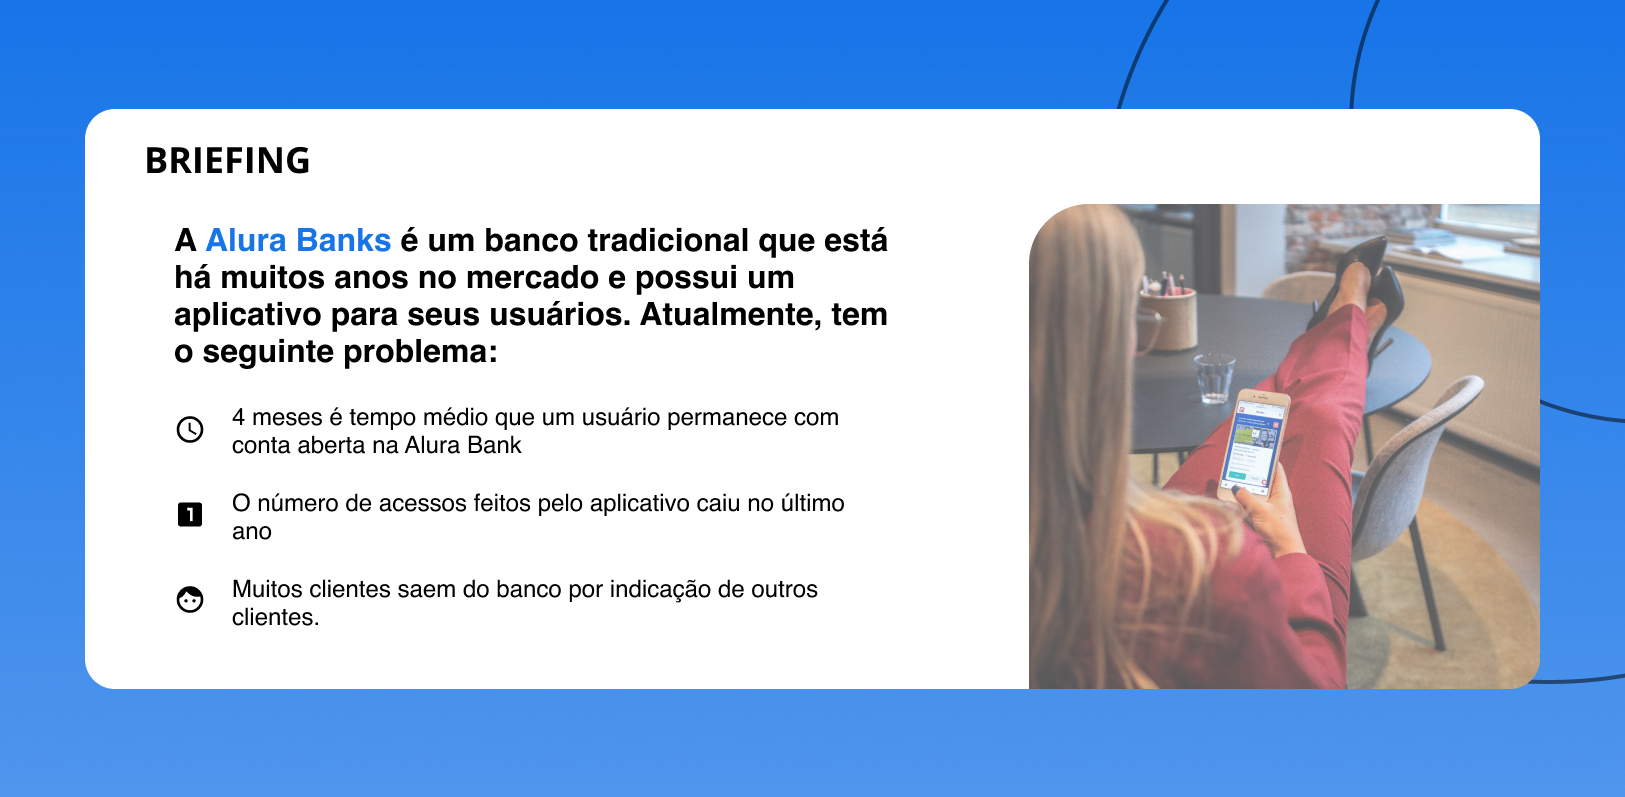 BRIEFING
A Alura Banks é um banco tradicional que está
há muitos anos no mercado e possui um
aplicativo para seus usuários. Atualmente, tem
o seguinte problema:
4 meses é tempo médio que um usuário permanece com
conta aberta na Alura Bank
1
O número de acessos feitos pelo aplicativo caiu no último
ano
Muitos clientes saem do banco por indicação de outros
clientes.